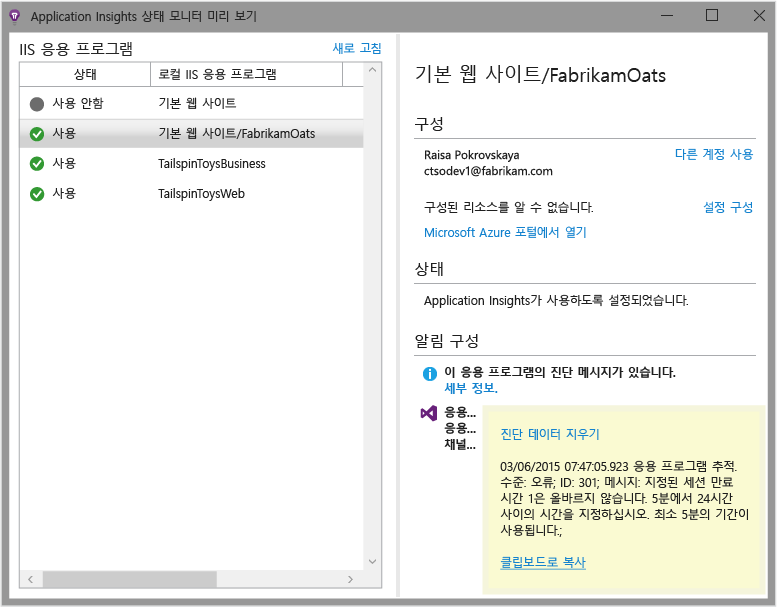 Application Insights 상태 모니터 미리 보기
IIS 응용 프로그램
새로 고침
상태
로컬 IIS 응용 프로그램
사용 안함
기본 웹 사이트
사용
기본 웹 사이트/FabrikamOats
사용
TailspinToysBusiness
사용
TailspinToysWeb
기본 웹 사이트/FabrikamOats
구성
Raisa Pokrovskaya
다른 계정 사용
ctsodev1@fabrikam.com
구성된 리소스를 알 수 없습니다.
설정 구성
Microsoft Azure 포털에서 열기
상태
Application Insights가 사용하도록 설정되었습니다.
알림 구성
이 응용 프로그램의 진단 메시지가 있습니다.
세부 정보.
응용...
응용...
채널...
진단 데이터 지우기
03/06/2015 07:47:05.923 응용 프로그램 추적.
수준: 오류; ID: 301; 메시지: 지정된 세션 만료
시간 1은 올바르지 않습니다. 5분에서 24시간
사이의 시간을 지정하십시오. 최소 5분의 기간이
사용됩니다.;
클립보드로 복사